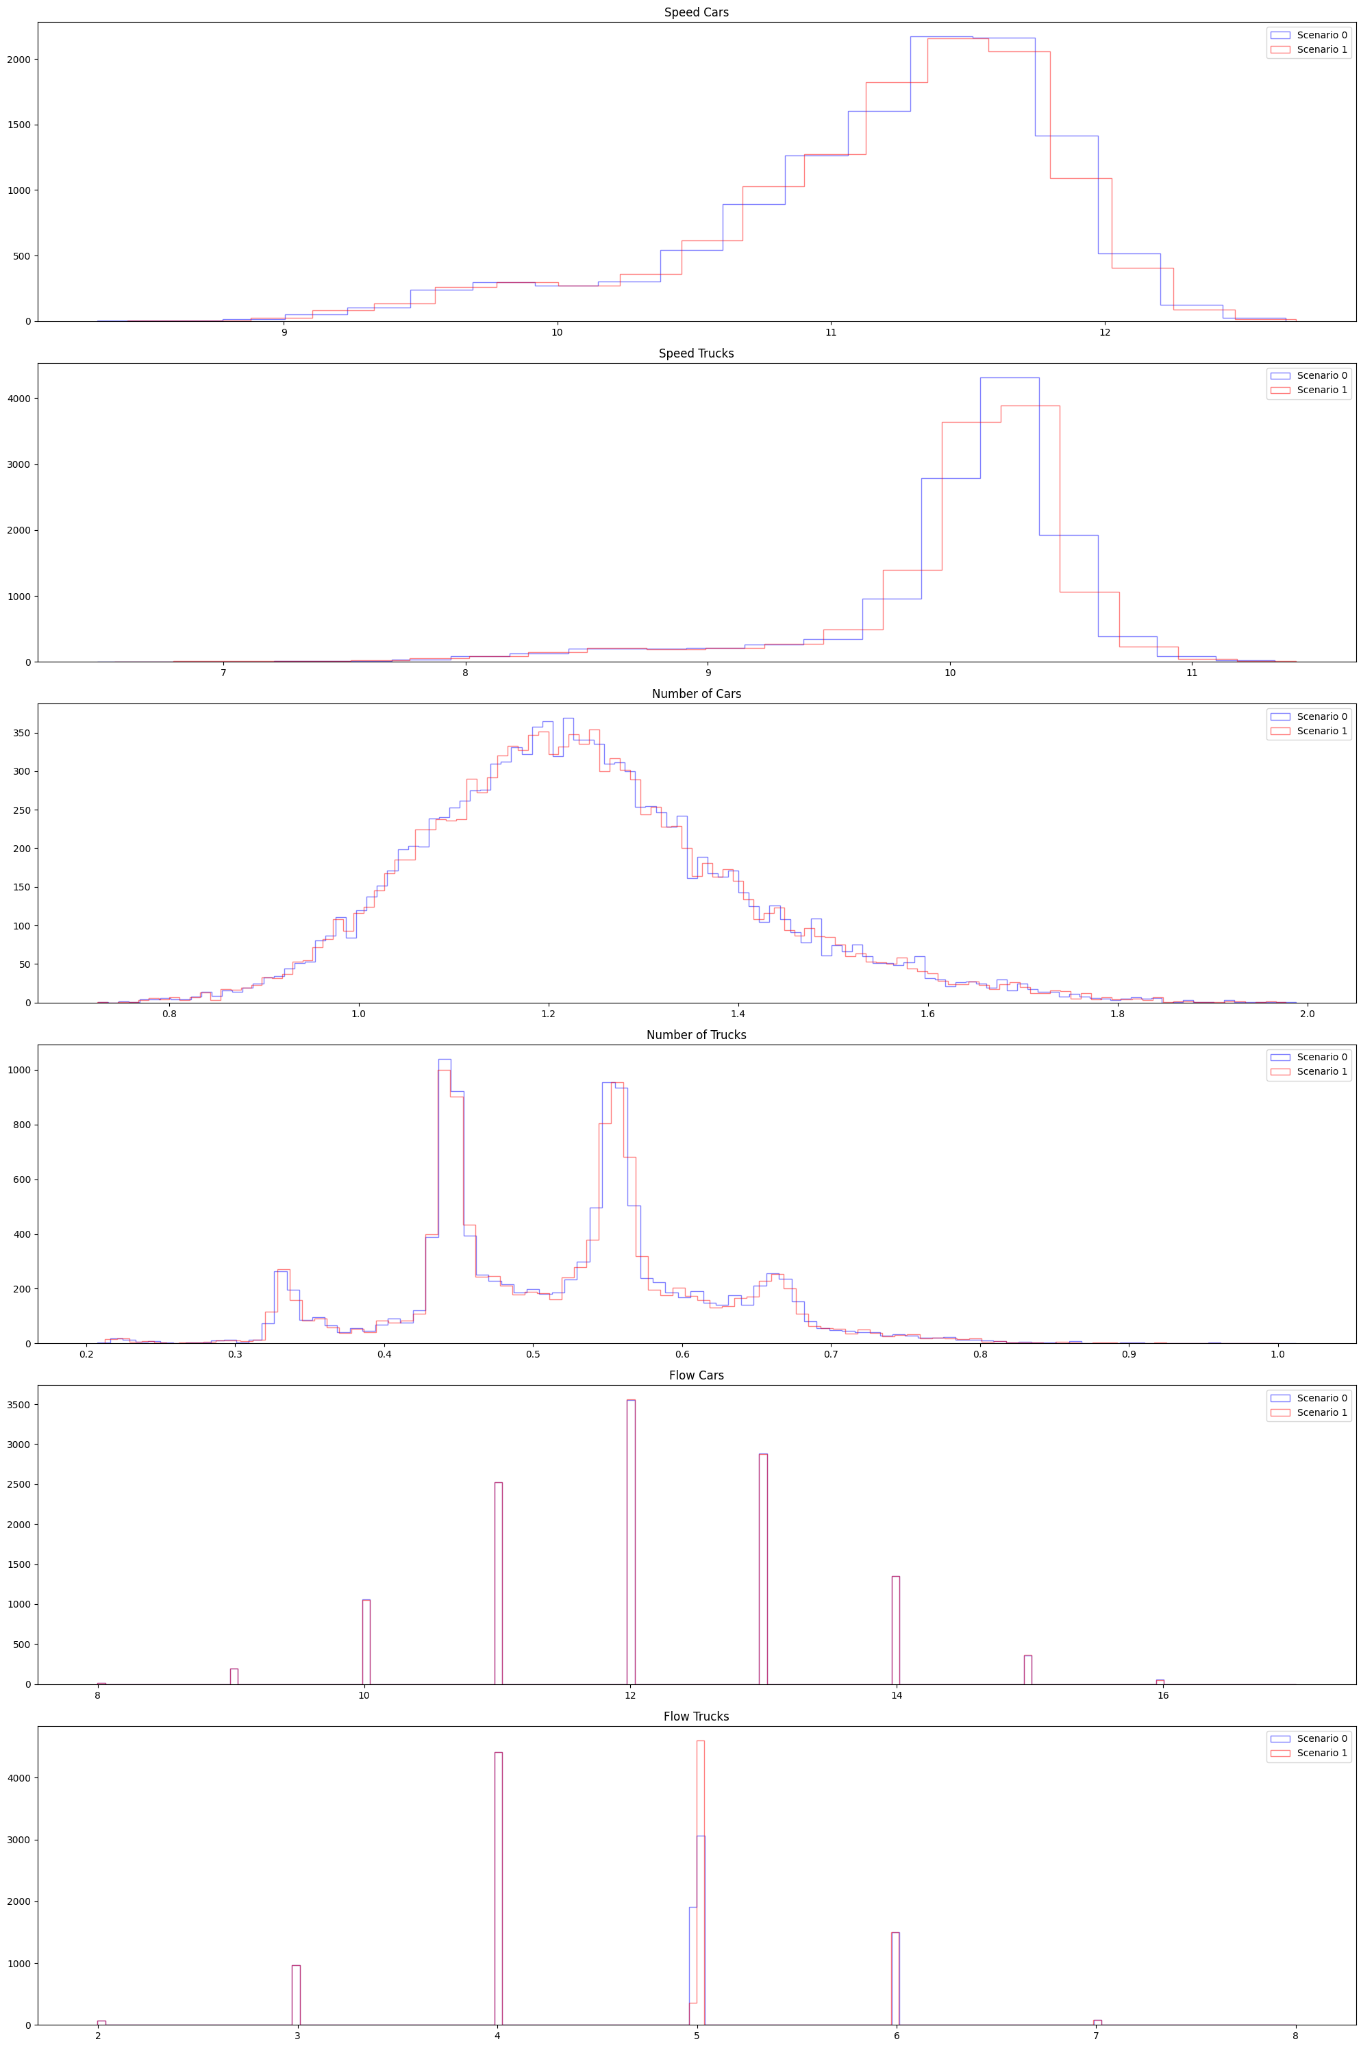 Speed Cars
Scenario 0
Scenario 1
2000
1500
1000
500
0
9 10 11 12
Speed Trucks
Scenario 0
Scenario 1
4000
3000
2000
1000
0
7 8 9 10 11
Number of Cars
Scenario 0
Scenario 1
350
300
250
200
150
100
50
0
0.8 1.0 1.2 1.4 1.6 1.8 2.0
Number of Trucks
Scenario 0
Scenario 1
1000
800
600
400
200
0
0.2 0.3 0.4 0.5 0.6 0.7 0.8 0.9 1.0
Flow Cars
Scenario 0
Scenario 1
3500
3000
2500
2000
1500
1000
500
0
8 10 12 14 16
Flow Trucks
Scenario 0
Scenario 1
4000
3000
2000
1000
0
2 3 4 5 6 7 8